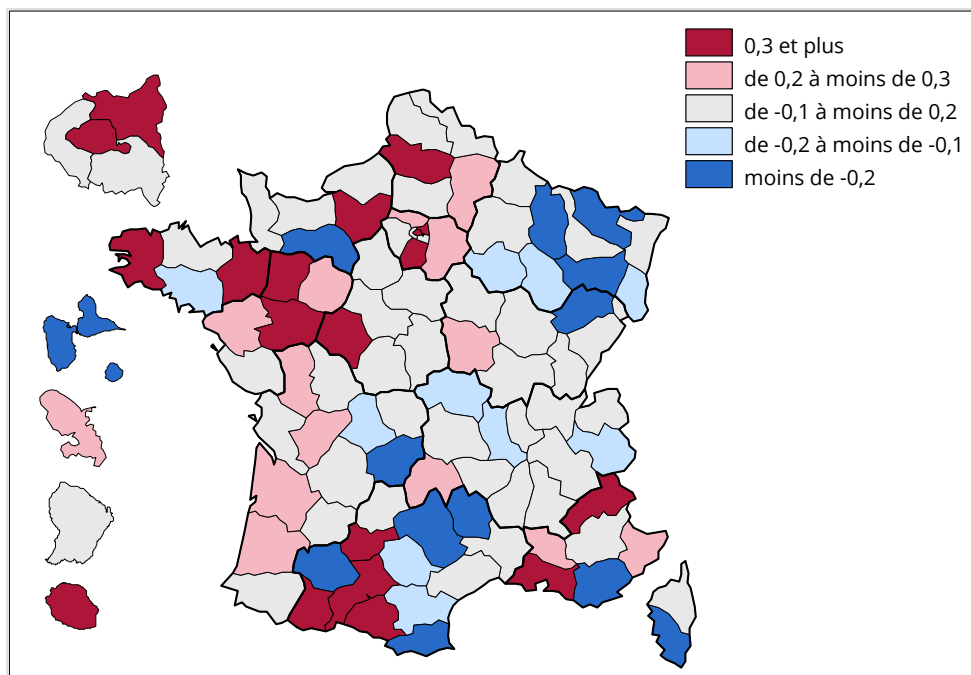 0,3 et plus
de 0,2 à moins de 0,3
de -0,1 à moins de 0,2
de -0,2 à moins de -0,1
moins de -0,2